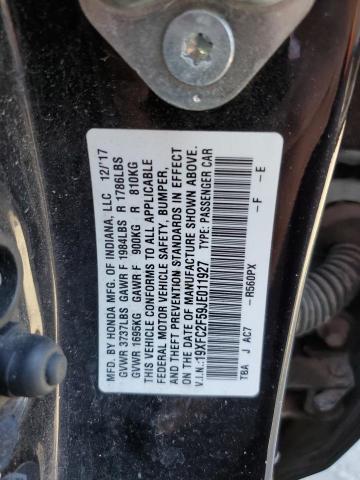 MFD. BY HONDA MFG. OF INDIANA, LLC 12/'17
GVWR 3737LBS GAWR F 1984LBS R 1786LBS
GVWR 1695KG GAWR F 900KG R 810KG
THIS VEHICLE CONFORMS TO ALL APPLICABLE
FEDERAL MOTOR VEHICLE SAFETY, BUMPER,
AND THEFT PREVENTION STANDARDS IN EFFECT
ON THE DATE OF MANUFACTURE SHOWN ABOVE.
V.I.N.:19XFC2F59JE011927 TYPE: PASSENGER CAR
TBA J AC7 -R560PX -F -E